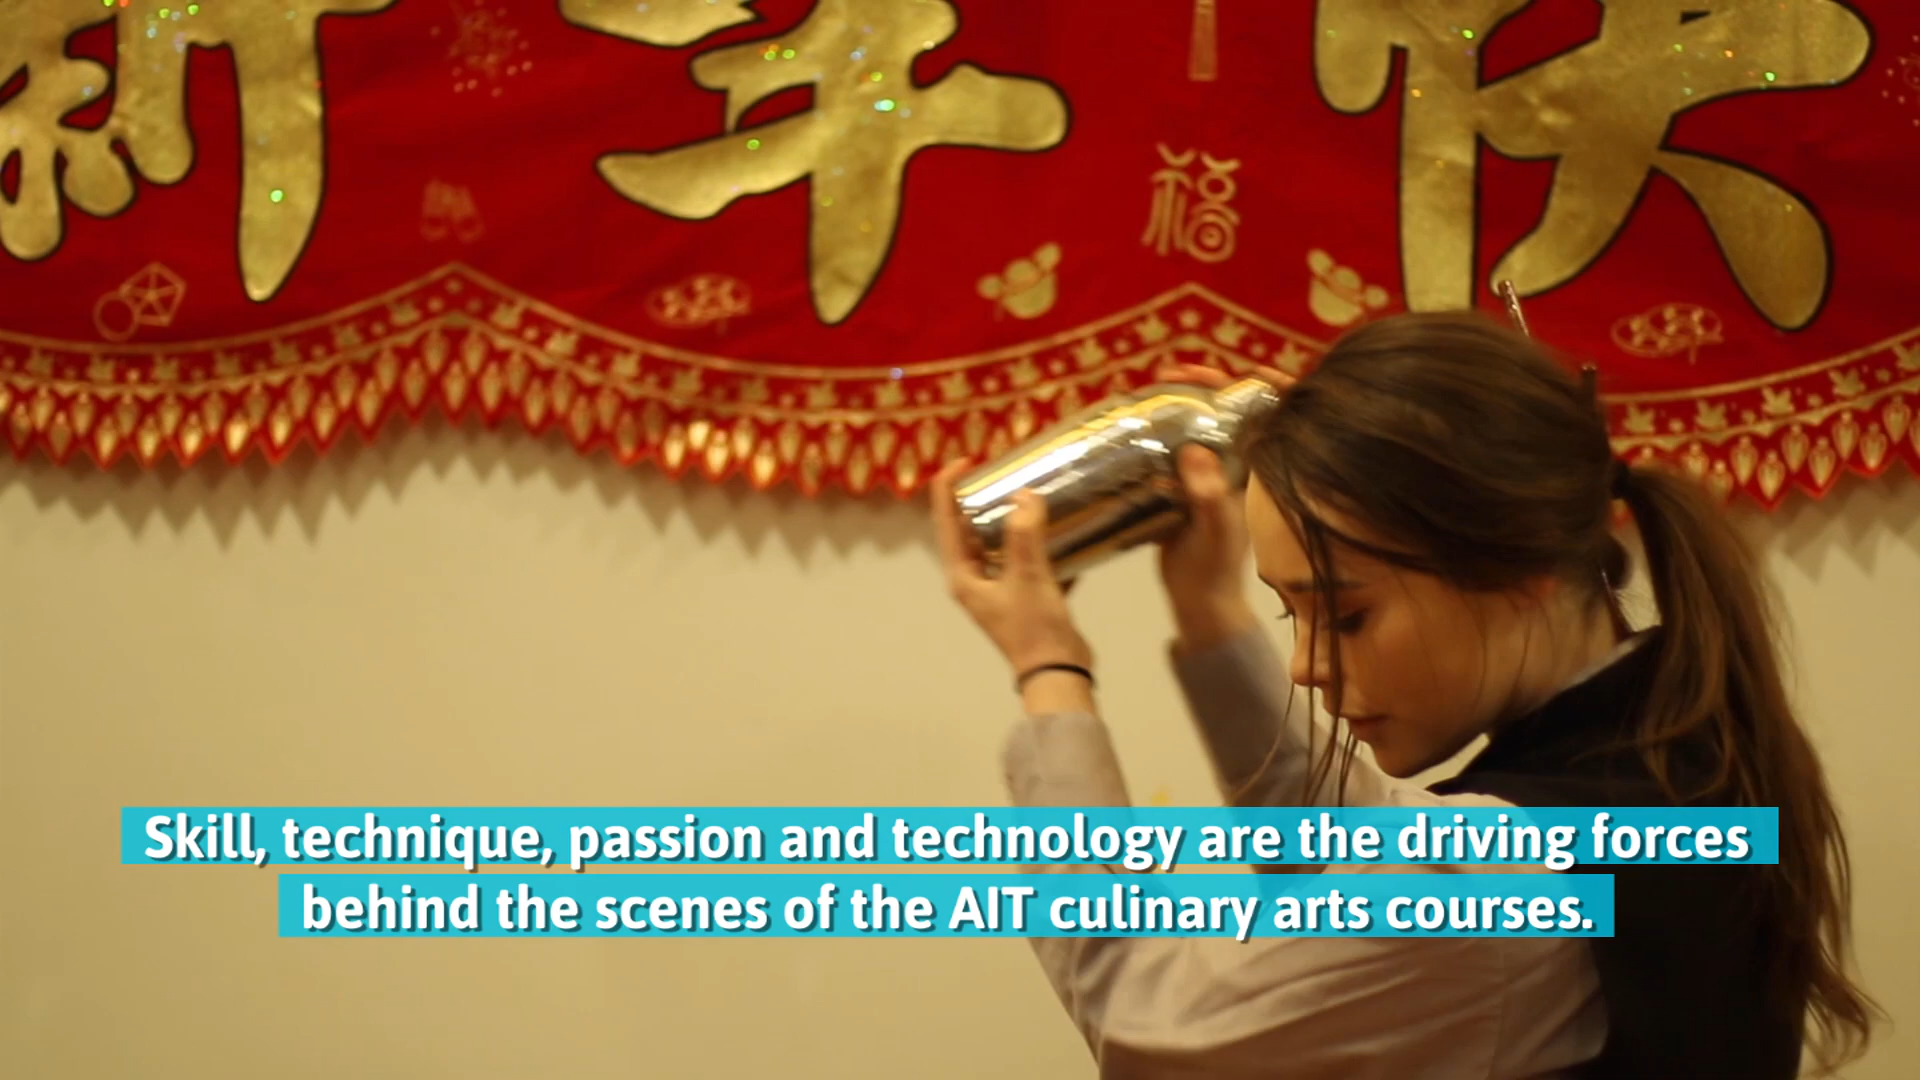 新年快
福
Skill, technique, passion and technology are the driving forces
behind the scenes of the AIT culinary arts courses.